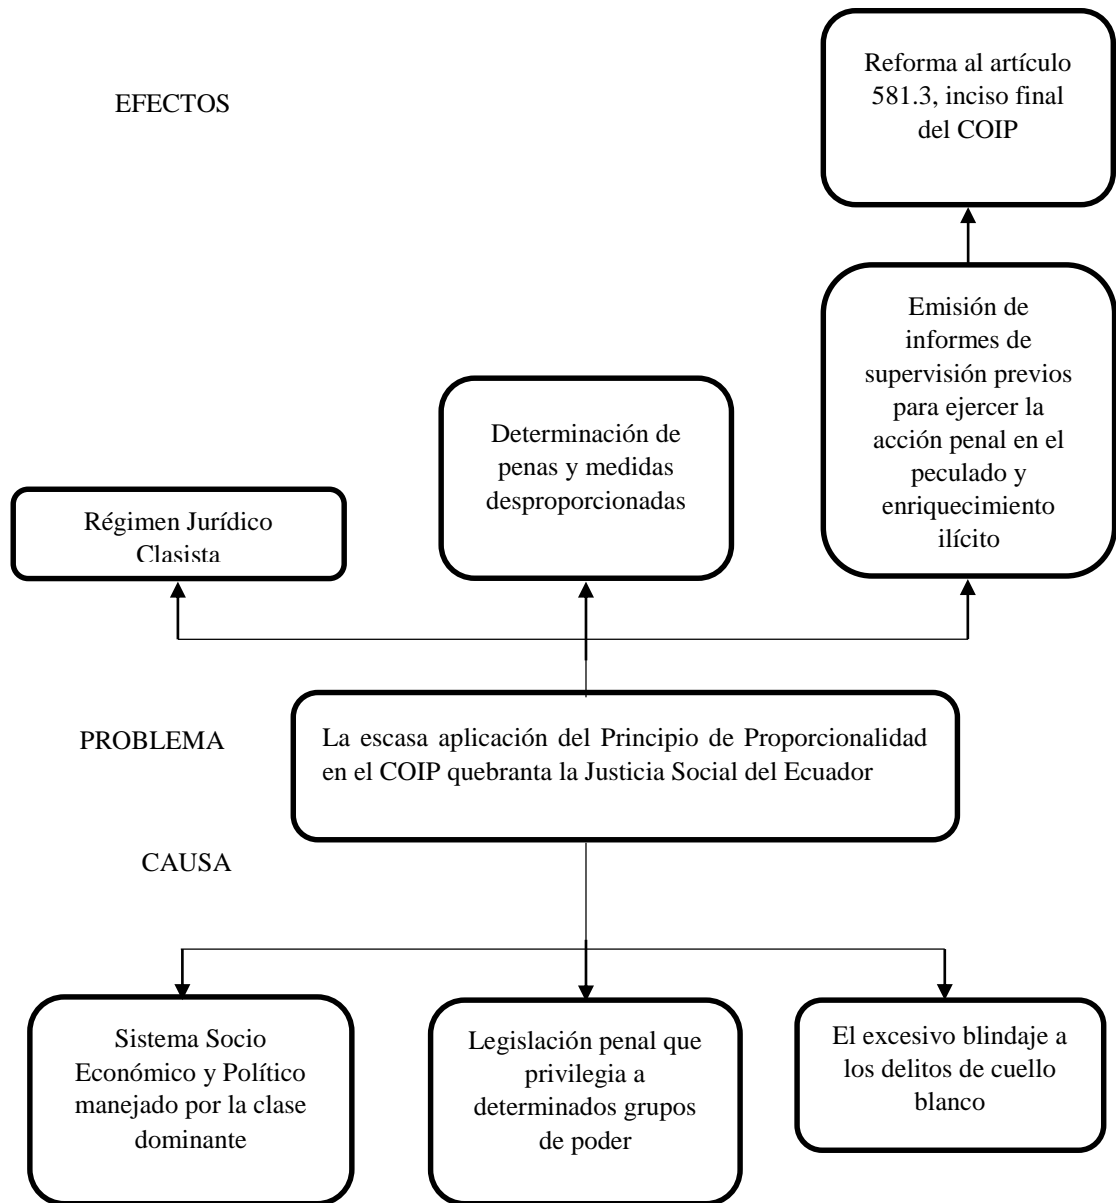 EFECTOS
Reforma al artículo
581.3, inciso final
del COIP
Emisión de
informes de
supervisión previos
para ejercer la
acción penal en el
peculado y
enriquecimiento
ilícito
Determinación de
penas y medidas
desproporcionadas
Régimen Jurídico
Clasista
PROBLEMA
La escasa aplicación del Principio de Proporcionalidad
en el COIP quebranta la Justicia Social del Ecuador
CAUSA
Sistema Socio
Económico y Político
manejado por la clase
dominante
Legislación penal que
privilegia a
determinados grupos
de poder
El excesivo blindaje a
los delitos de cuello
blanco